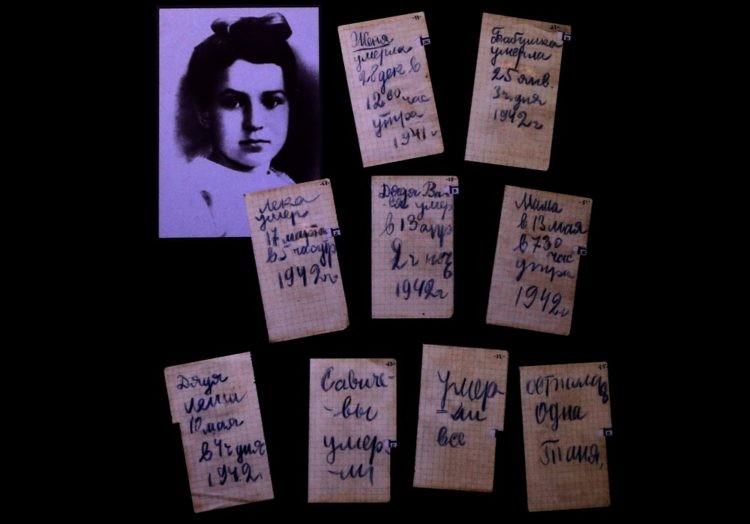 Женя
умерла
28 дек в
12 00 час
утра
1941 г
Бабушка
умерла
25 янв.
3 ч. дня
1942 г
Лека
умер
17 марта
в 5 час утр
1942 г
Дядя Ва-
ся умер
в 13 апр
2 ч ноч
1942 г
Мама
в 13 мая
в 7 30
час
утра
1942 г
Дядя
Леша
10 мая
в 4 ч дня
1942 г
Савиче-
-вы
умер
-ли
умер
-ли
все
осталась
одна
Таня,